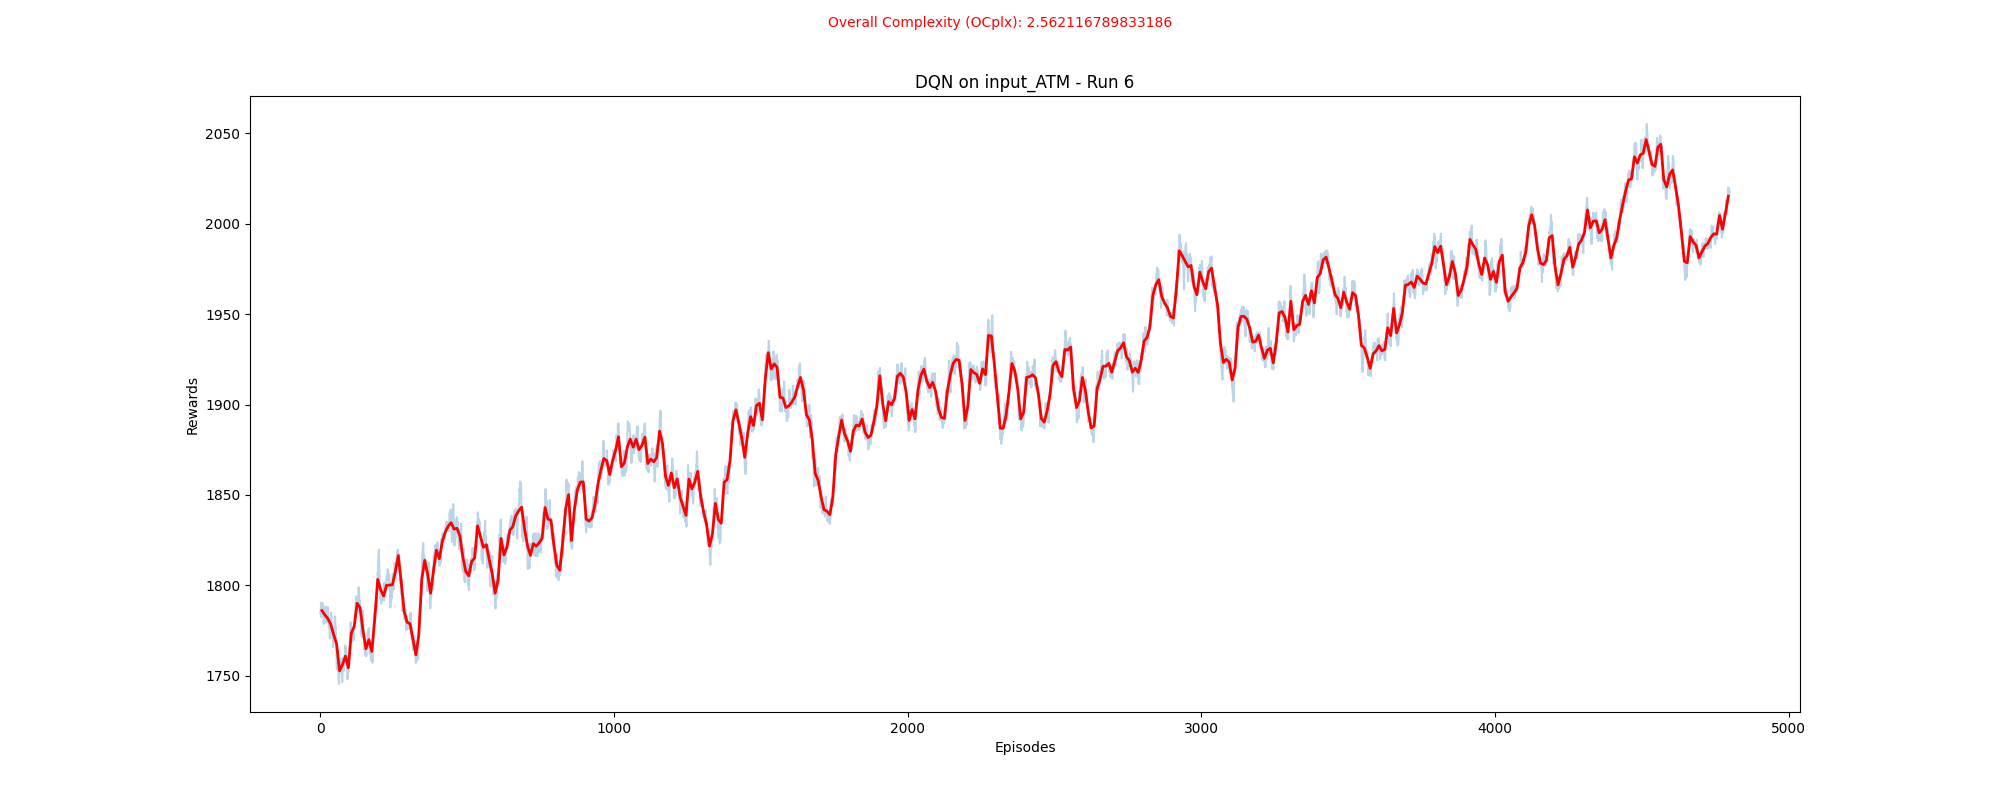 Overall Complexity (OCplx): 2.562116789833186
DQN on input_ATM - Run 6
2050
2000
1950
1900
1850
1800
1750
Rewards
0 1000 2000 3000 4000 5000
Episodes